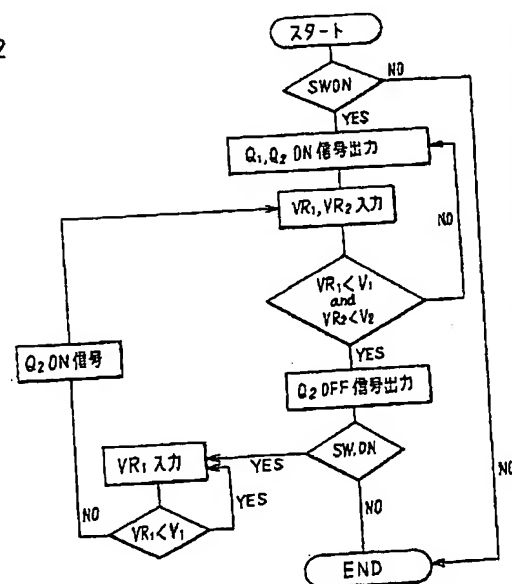 2
スタート
SWON
NO
YES
Q₁,Q₂ ON 信号出力
VR₁,VR₂ 入力
NO
VR₁<V₁
and
VR₂<V₂
YES
Q₂ ON 信号
Q₂ OFF 信号出力
SW.ON
YES
VR₁ 入力
YES
NO
VR₁<V₁
NO
NO
END